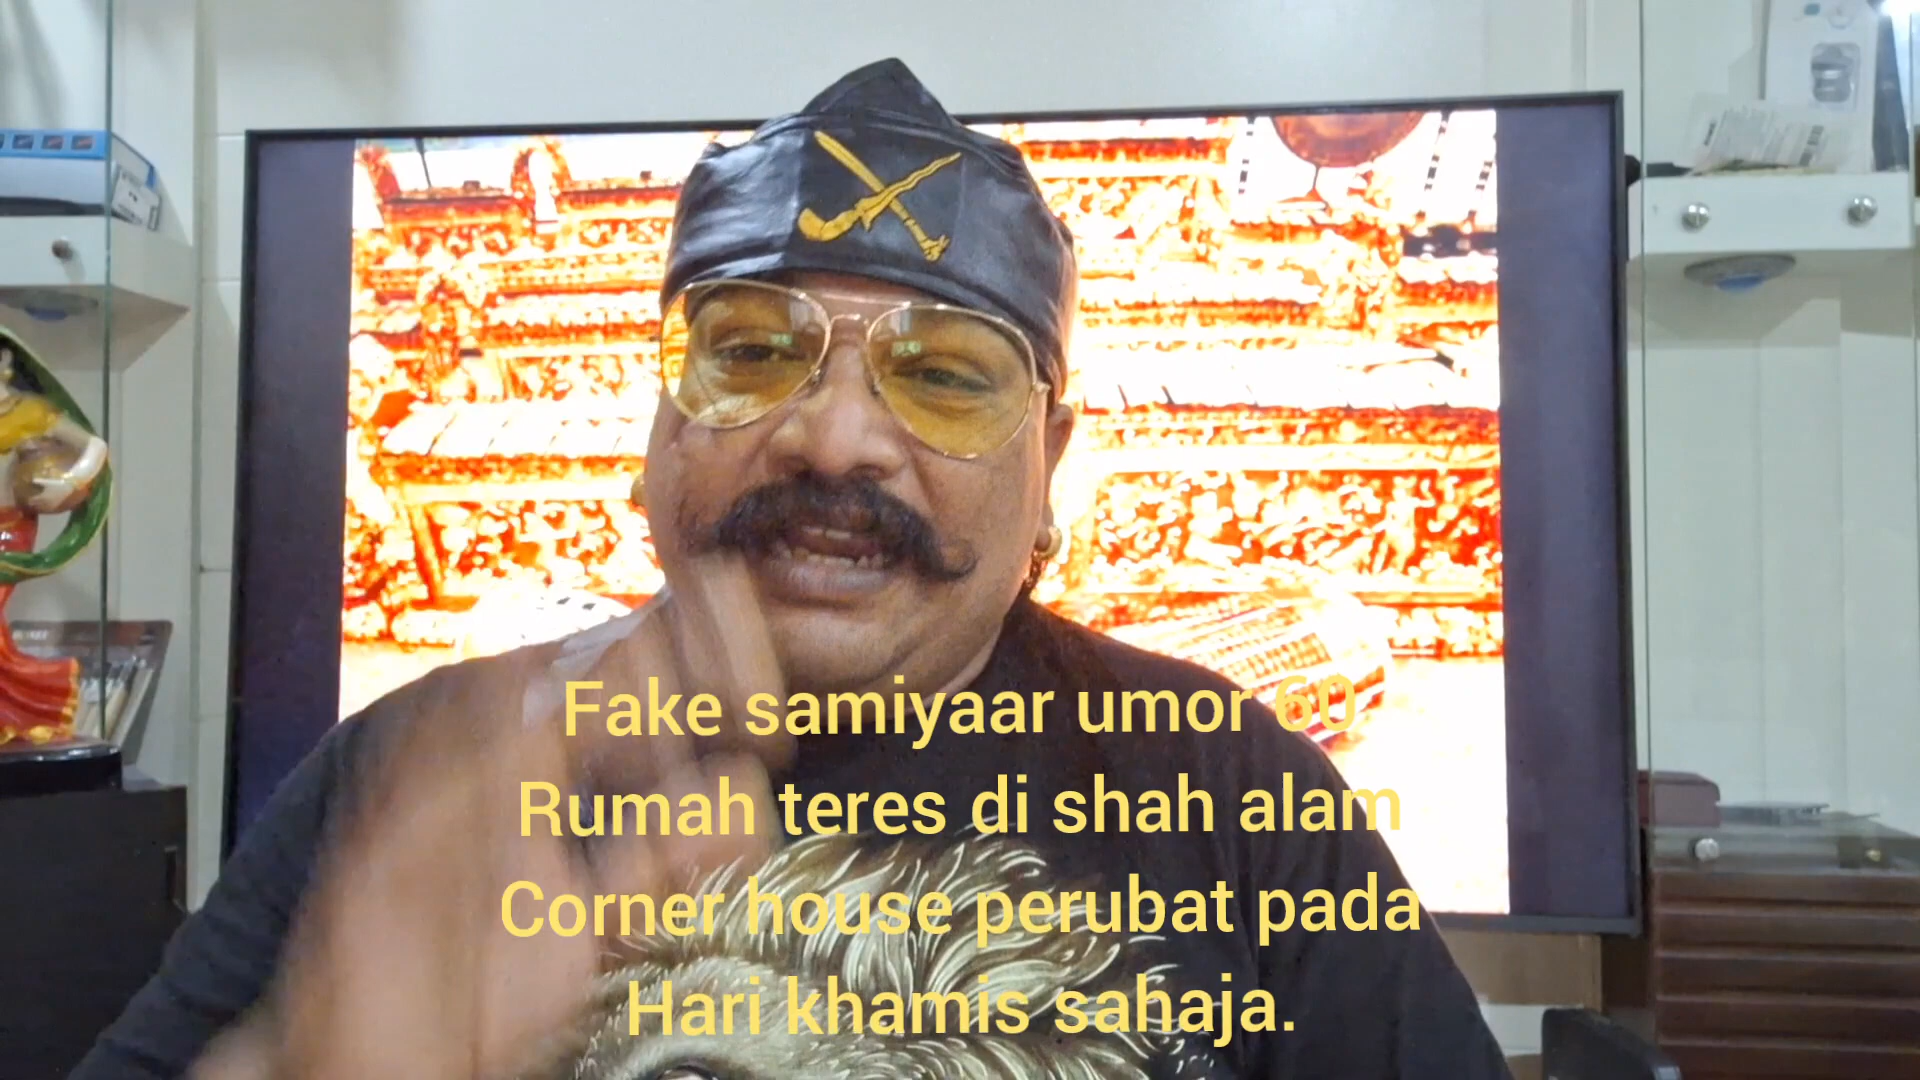 Fake samiyaar umor 60
Rumah teres di shah alam
Corner house perubat pada
Hari khamis sahaja.